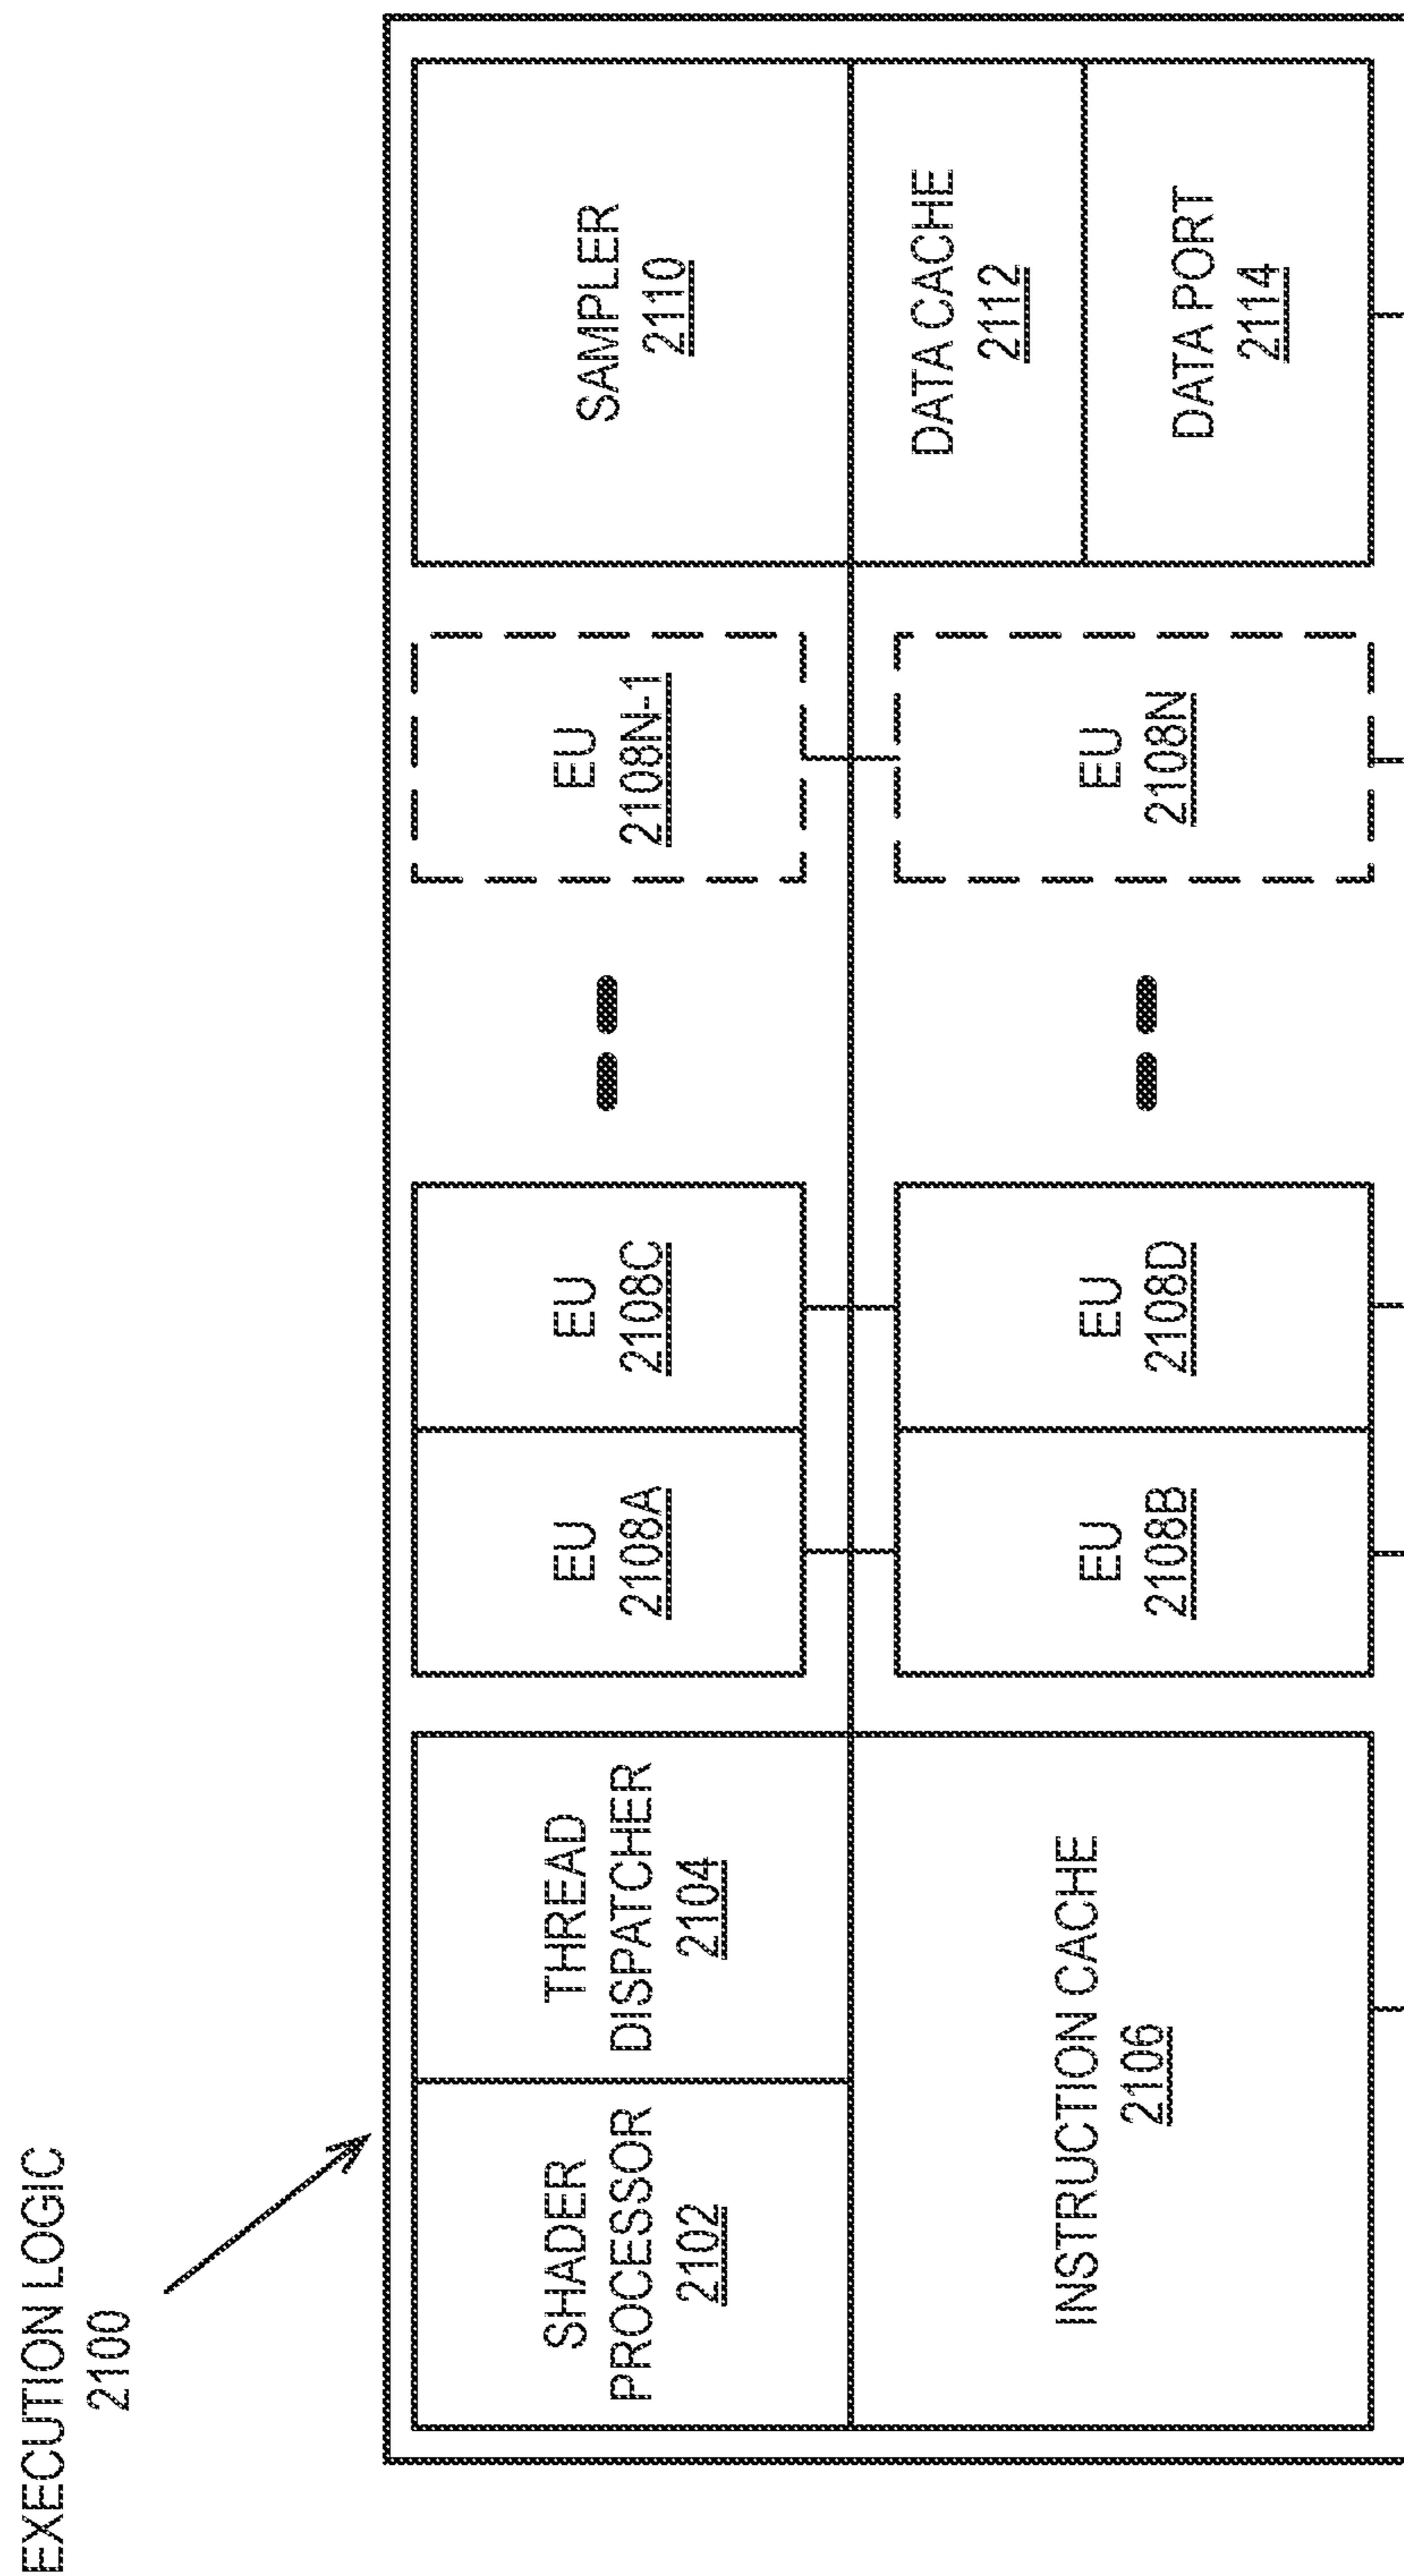 EXECUTION LOGIC
2100
SHADER
PROCESSOR
2102
THREAD
DISPATCHER
2104
INSTRUCTION CACHE
2106
EU
2108A
EU
2108C
EU
2108B
EU
2108D
EU
2108N-1
EU
2108N
SAMPLER
2110
DATA CACHE
2112
DATA PORT
2114